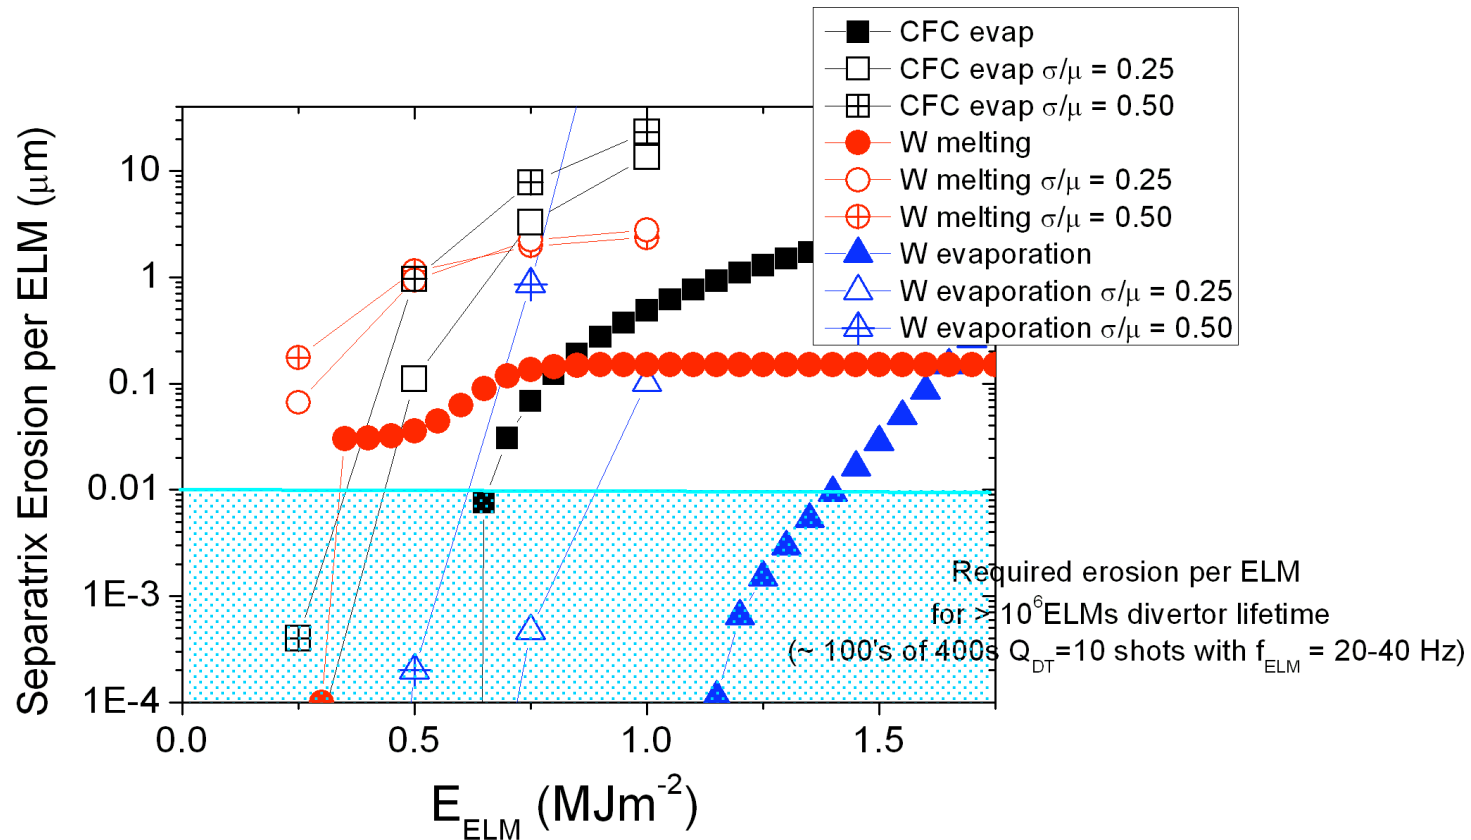 CFC evap
CFC evap σ/μ = 0.25
CFC evap σ/μ = 0.50
W melting
W melting σ/μ = 0.25
W melting σ/μ = 0.50
W evaporation
W evaporation σ/μ = 0.25
W evaporation σ/μ = 0.50
Separatrix Erosion per ELM (μm)
10
1
0.1
0.01
1E-3
1E-4
Required erosion per ELM
for > 10⁶ELMs divertor lifetime
(~ 100's of 400s Q_DT=10 shots with f_ELM = 20-40 Hz)
0.0 0.5 1.0 1.5
E_ELM (MJm⁻²)